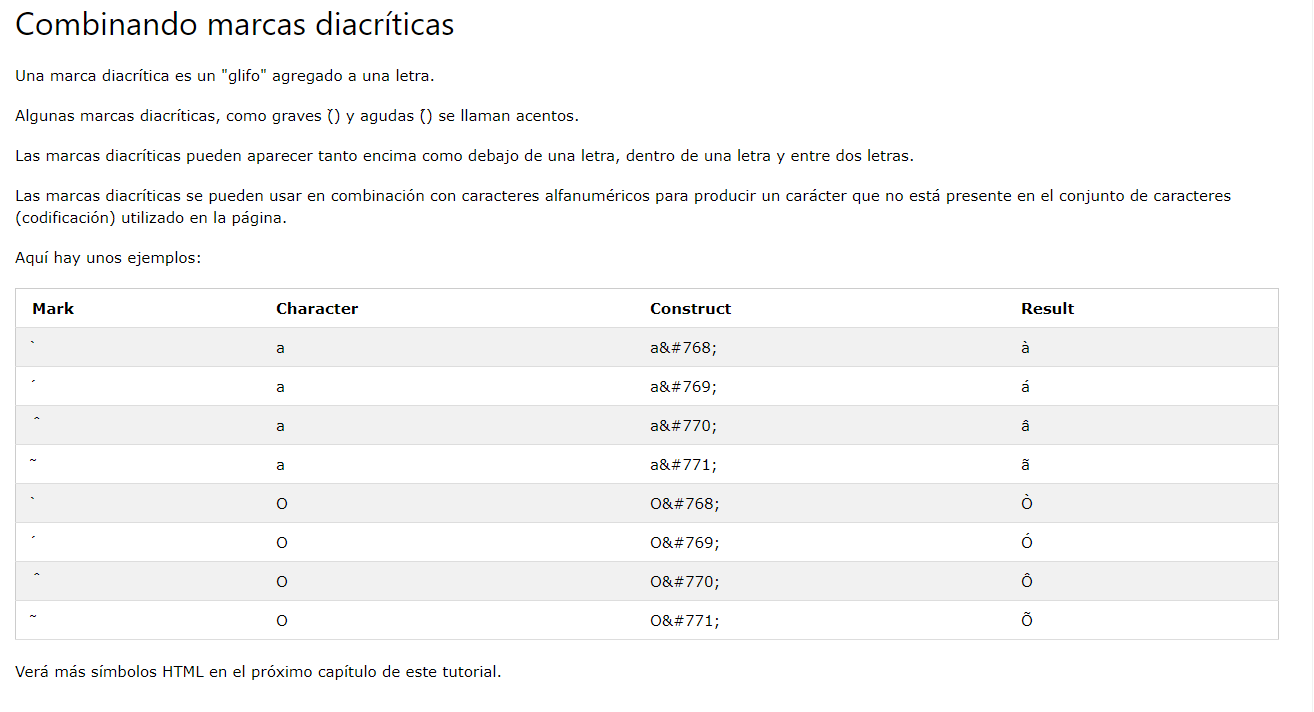 Combinando marcas diacríticas
Una marca diacrítica es un "glifo" agregado a una letra.
Algunas marcas diacríticas, como graves (̀) y agudas (́) se llaman acentos.
Las marcas diacríticas pueden aparecer tanto encima como debajo de una letra, dentro de una letra y entre dos letras.
Las marcas diacríticas se pueden usar en combinación con caracteres alfanuméricos para producir un carácter que no está presente en el conjunto de caracteres
(codificación) utilizado en la página.
Aquí hay unos ejemplos:
Mark Character Construct Result
̀ a a&#768; à
́ a a&#769; á
̂ a a&#770; â
̃ a a&#771; ã
̀ O O&#768; Ò
́ O O&#769; Ó
̂ O O&#770; Ô
̃ O O&#771; Õ
Verá más símbolos HTML en el próximo capítulo de este tutorial.